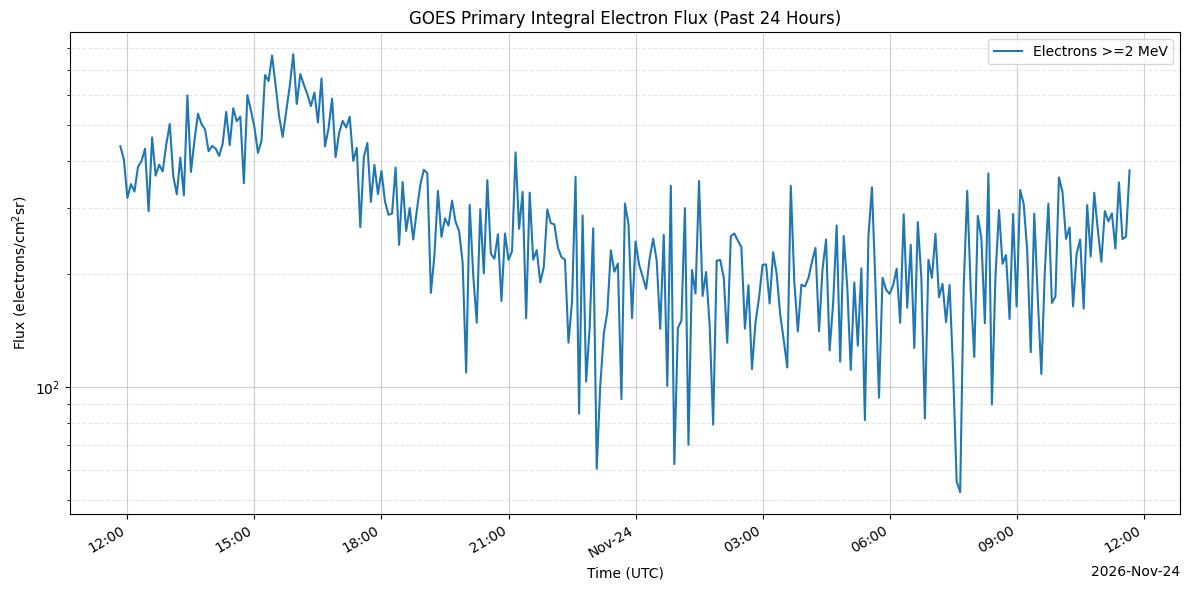 GOES Primary Integral Electron Flux (Past 24 Hours)
Electrons >=2 MeV
Flux (electrons/cm²sr)
10²
12:00 15:00 18:00 21:00 Nov-24 03:00 06:00 09:00 12:00
Time (UTC)
2026-Nov-24